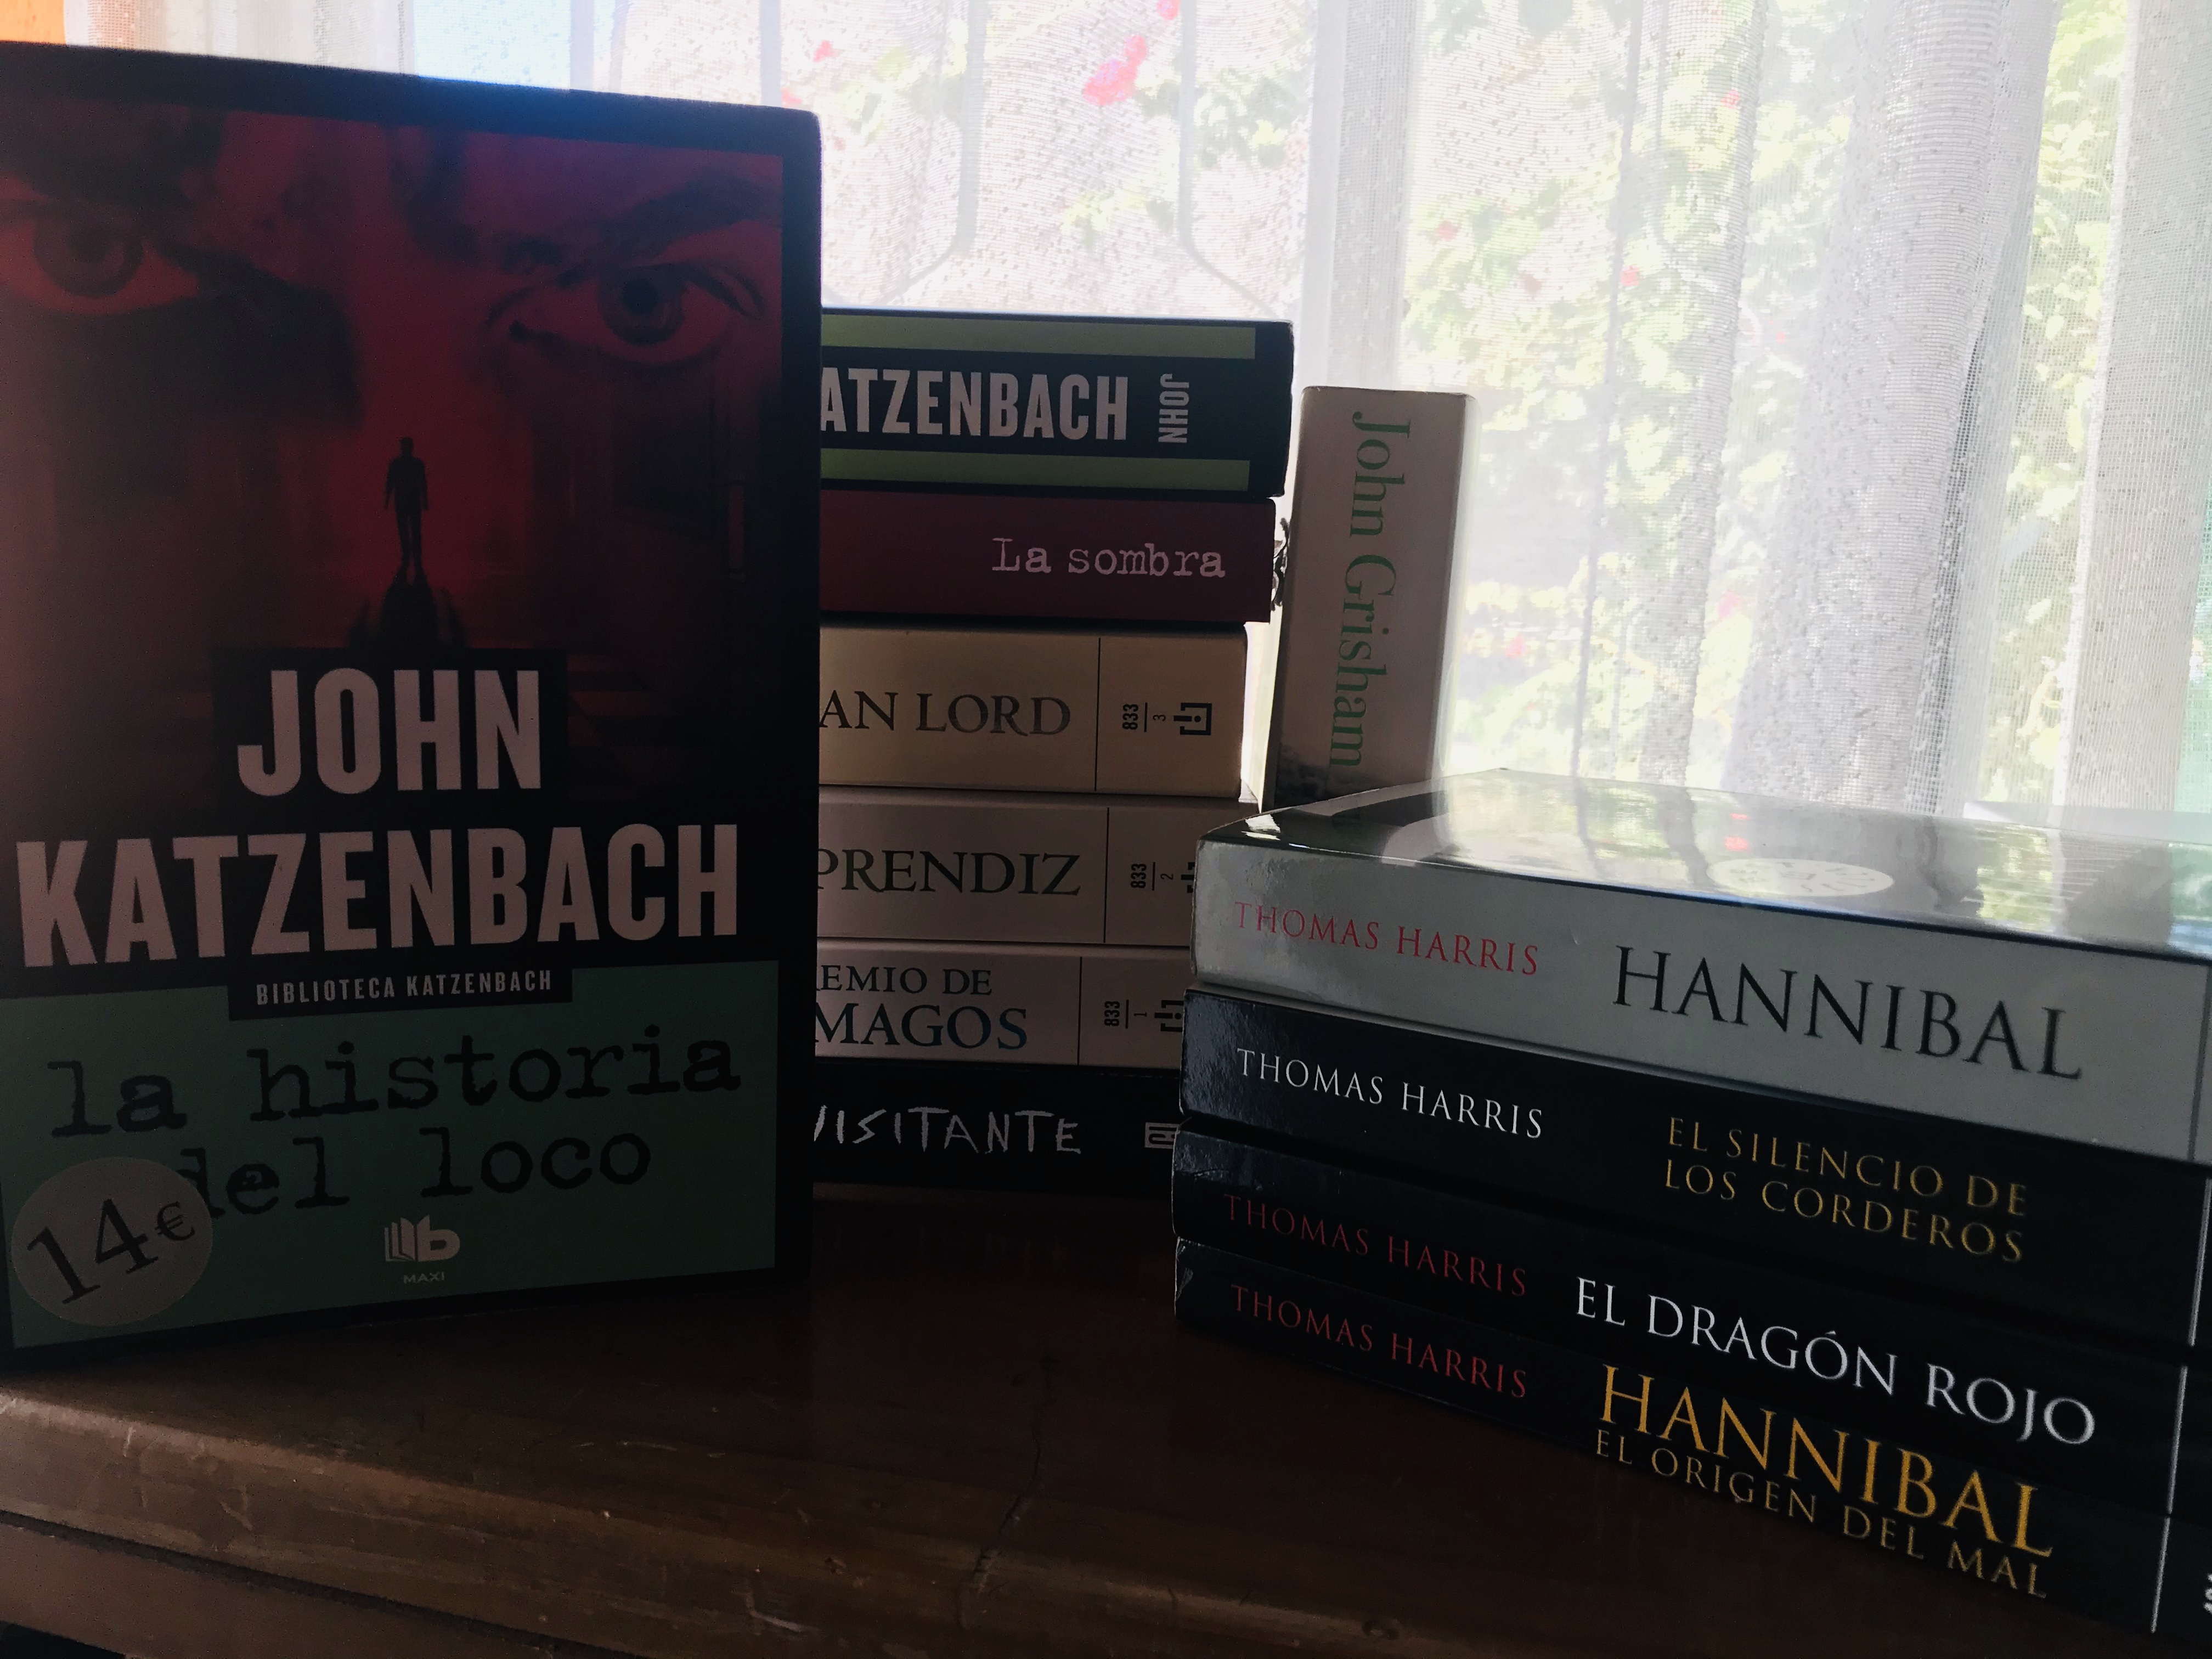 JOHN
KATZENBACH
BIBLIOTECA KATZENBACH
la historia
del loco
14€
b
MAXI
ATZENBACH
JOHN
La sombra
AN LORD
833
3
PRENDIZ
833
2
EMIO DE
MAGOS
833
1
VISITANTE
John Grisham
THOMAS HARRIS HANNIBAL
THOMAS HARRIS EL SILENCIO DE
LOS CORDEROS
THOMAS HARRIS EL DRAGÓN ROJO
THOMAS HARRIS HANNIBAL
EL ORIGEN DEL MAL